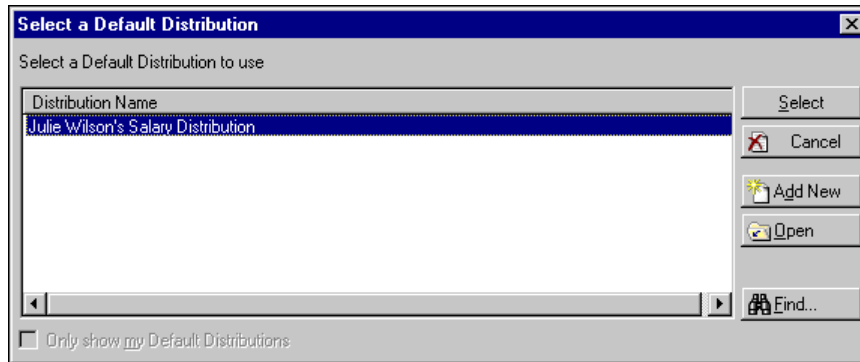 Select a Default Distribution
Select a Default Distribution to use
Distribution Name
Julie Wilson's Salary Distribution
Select
Cancel
Add New
Open
Find...
Only show my Default Distributions